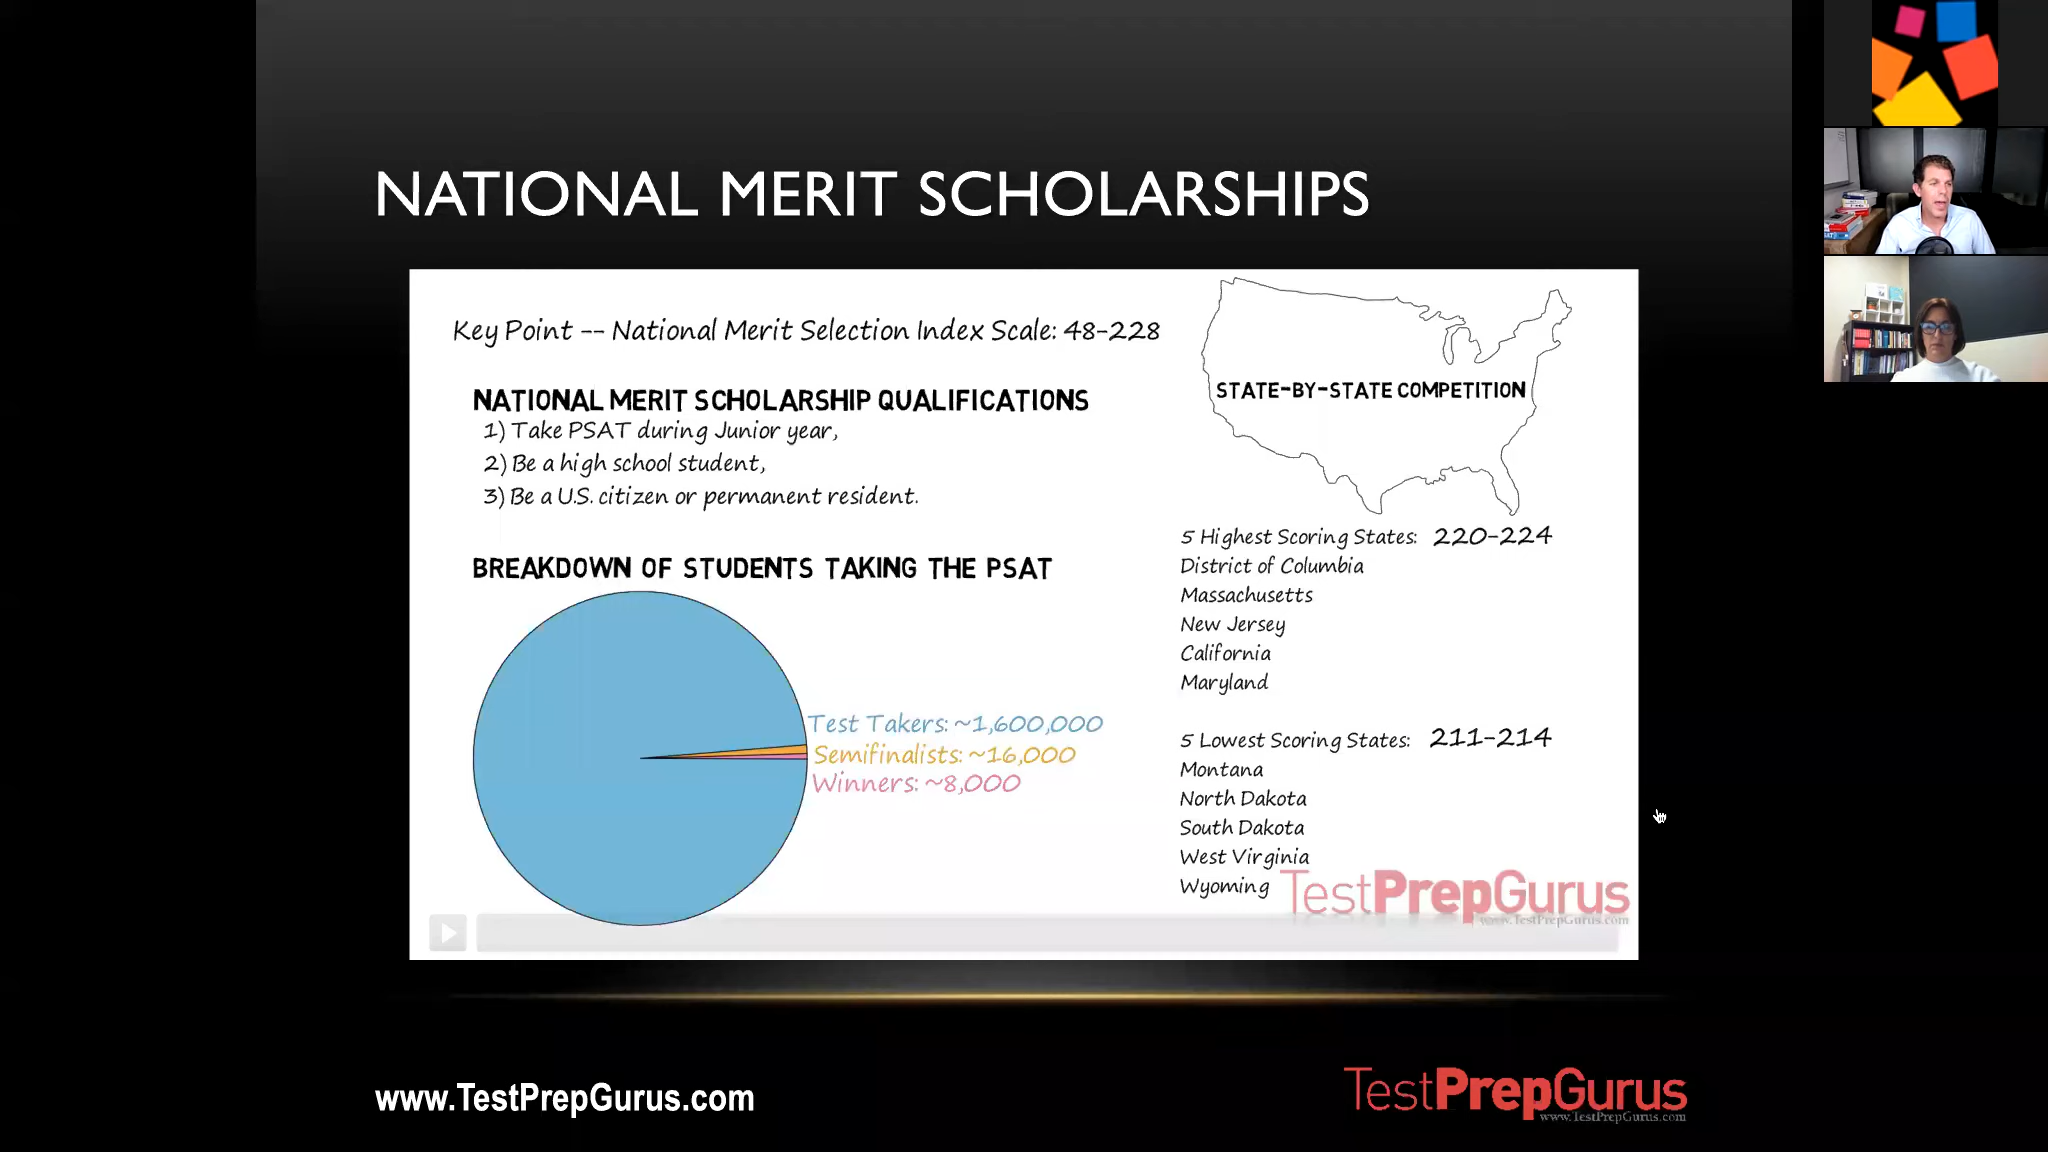 NATIONAL MERIT SCHOLARSHIPS
Key Point -- National Merit Selection Index Scale: 48-228
NATIONAL MERIT SCHOLARSHIP QUALIFICATIONS
1) Take PSAT during Junior year,
2) Be a high school student,
3) Be a U.S. citizen or permanent resident.
BREAKDOWN OF STUDENTS TAKING THE PSAT
Test Takers: ~1,600,000
Semifinalists: ~16,000
Winners: ~8,000
STATE-BY-STATE COMPETITION
5 Highest Scoring States: 220-224
District of Columbia
Massachusetts
New Jersey
California
Maryland
5 Lowest Scoring States: 211-214
Montana
North Dakota
South Dakota
West Virginia
Wyoming
TestPrepGurus
www.TestPrepGurus.com
www.TestPrepGurus.com
TestPrepGurus
www.TestPrepGurus.com